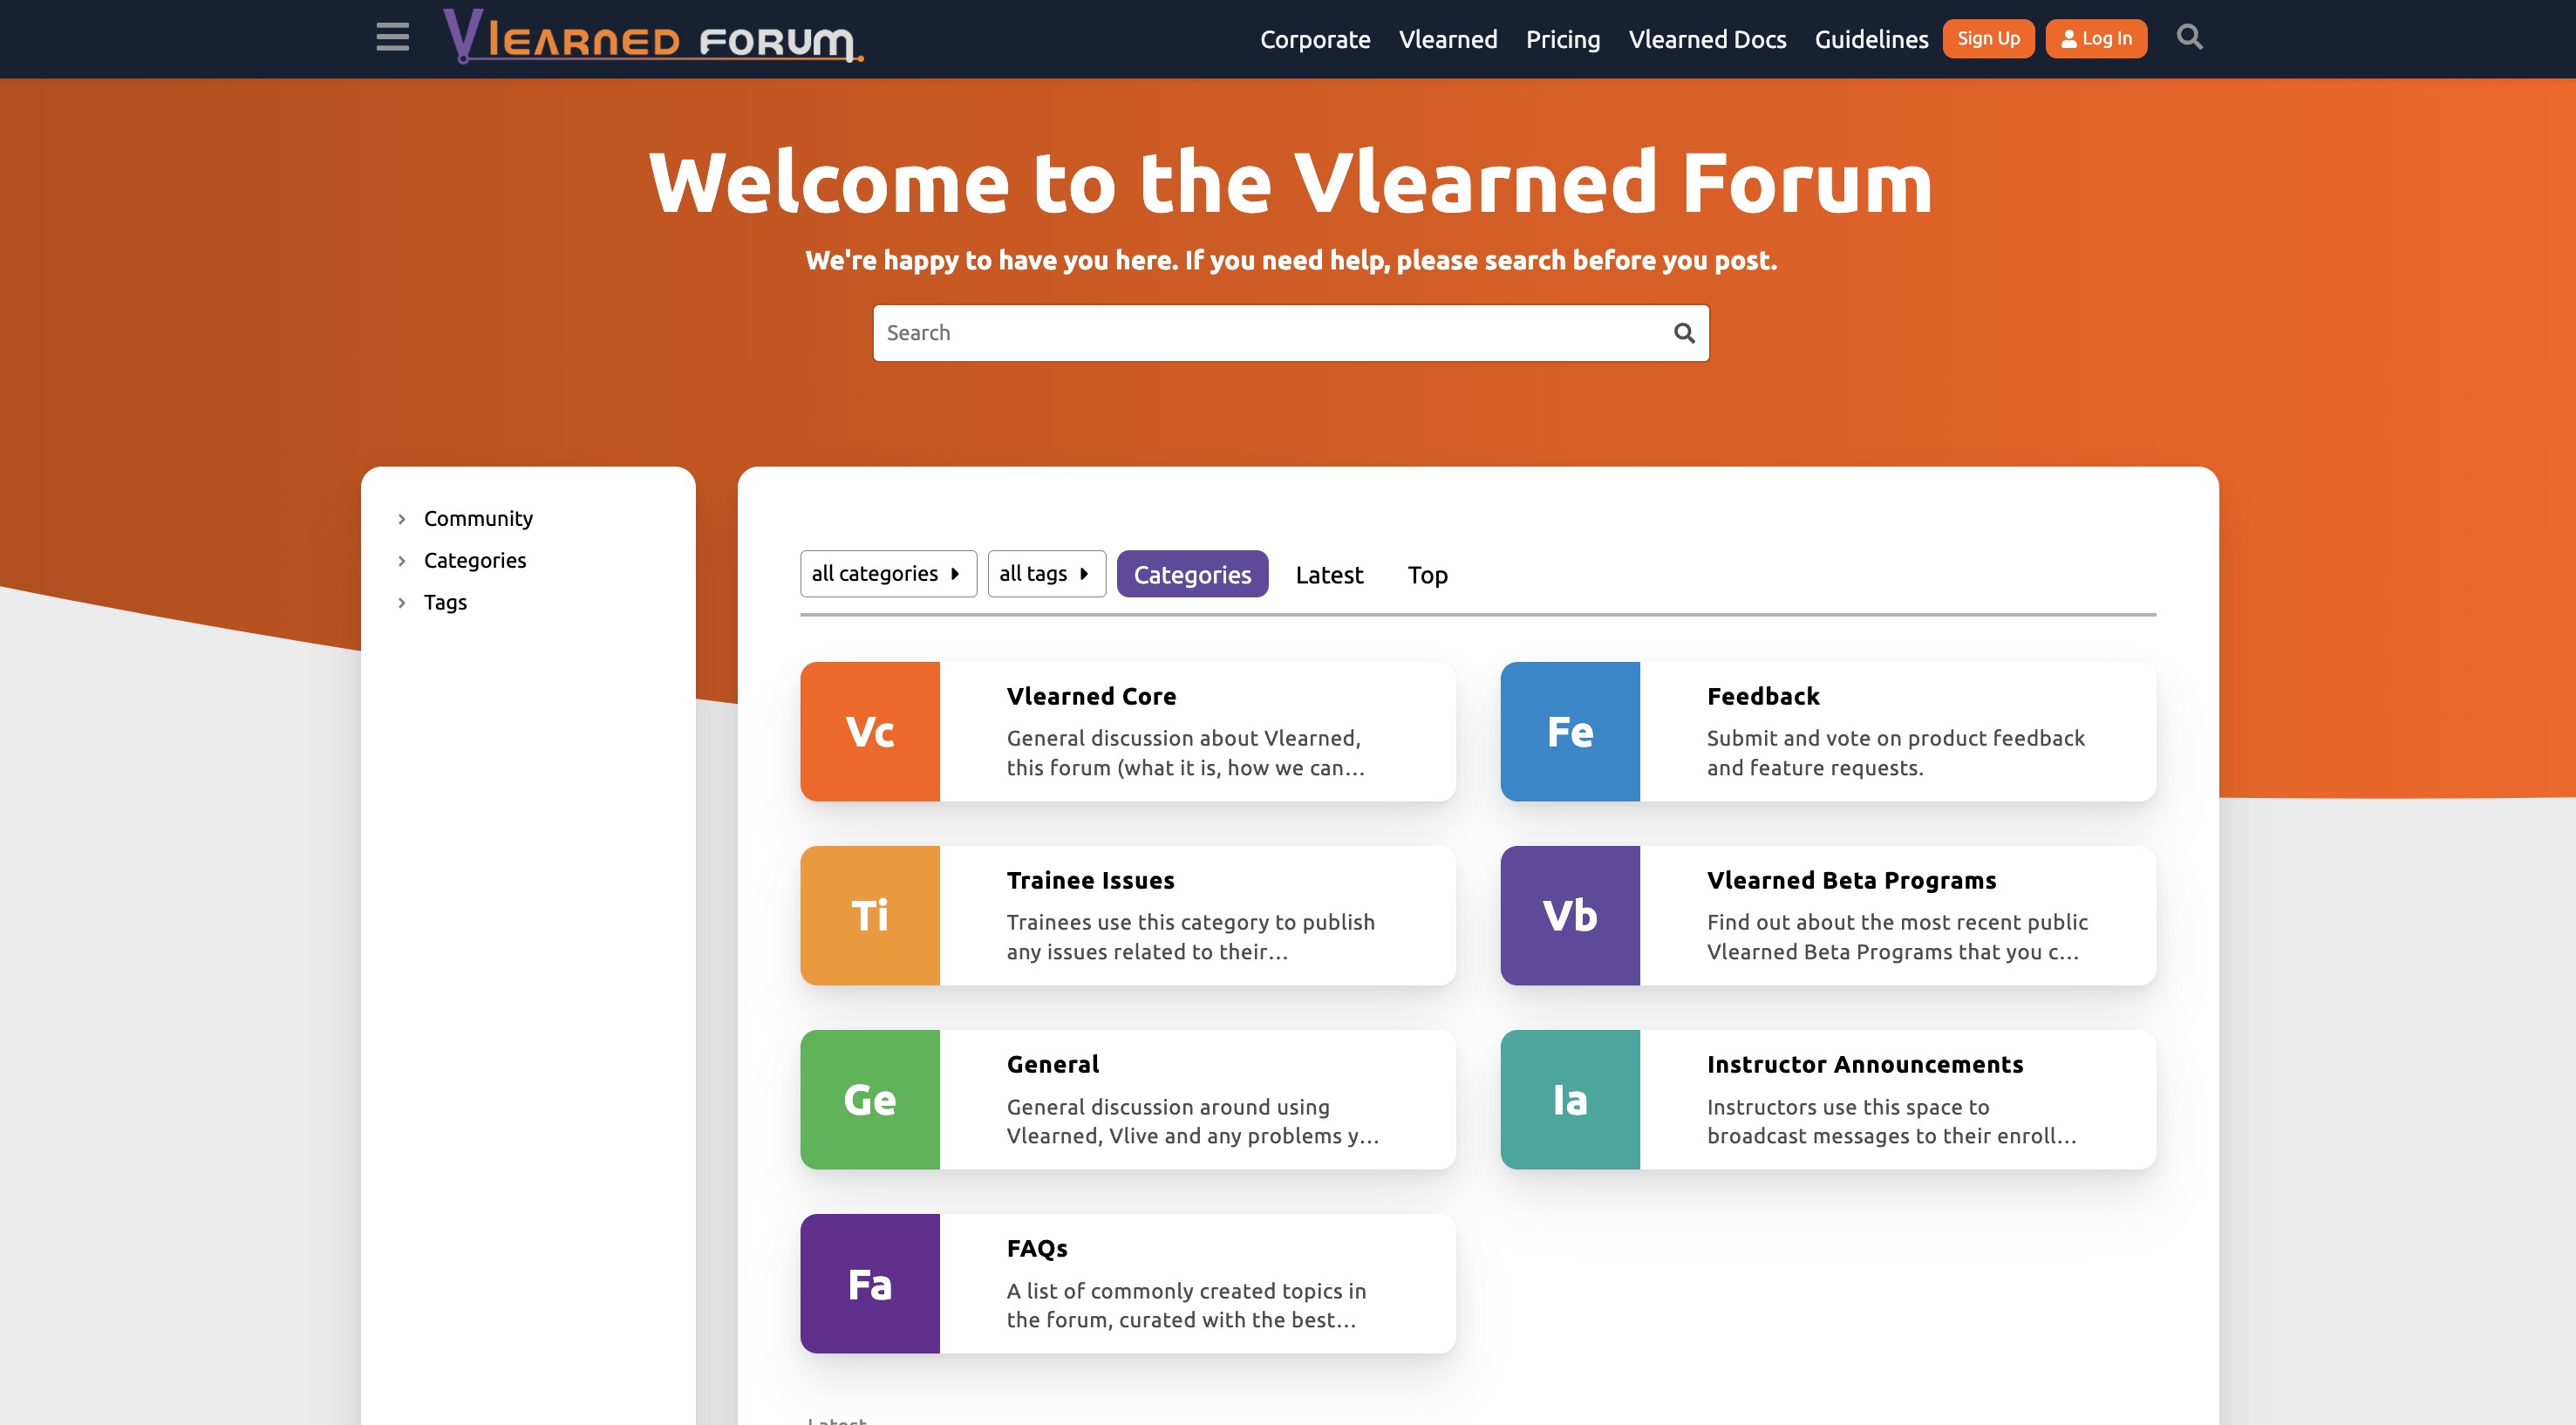 Vlearned Forum
Corporate Vlearned Pricing Vlearned Docs Guidelines Sign Up Log In
Welcome to the Vlearned Forum
We're happy to have you here. If you need help, please search before you post.
Search
Community
Categories
Tags
all categories all tags Categories Latest Top
Vc
Vlearned Core
General discussion about Vlearned,
this forum (what it is, how we can...
Fe
Feedback
Submit and vote on product feedback
and feature requests.
Ti
Trainee Issues
Trainees use this category to publish
any issues related to their...
Vb
Vlearned Beta Programs
Find out about the most recent public
Vlearned Beta Programs that you c...
Ge
General
General discussion around using
Vlearned, Vlive and any problems y...
Ia
Instructor Announcements
Instructors use this space to
broadcast messages to their enroll...
Fa
FAQs
A list of commonly created topics in
the forum, curated with the best...
Latest